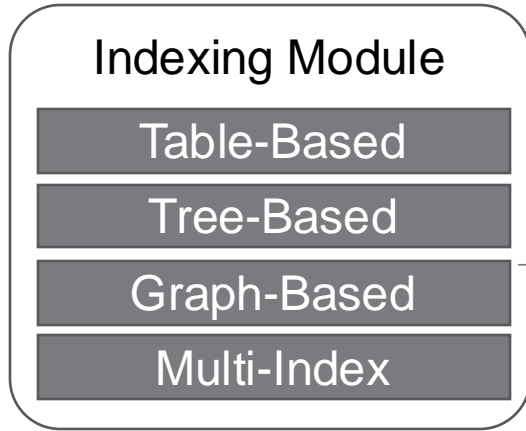 Indexing Module
Table-Based
Tree-Based
Graph-Based
Multi-Index